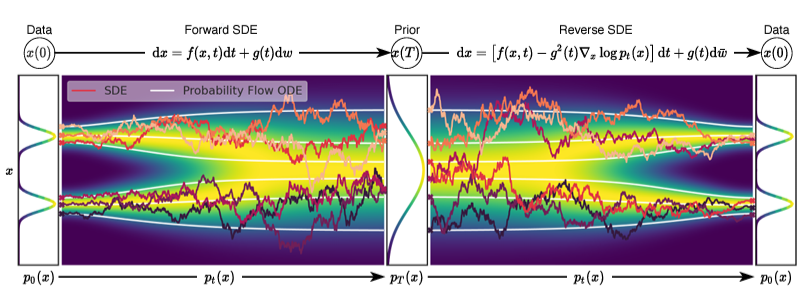 Data Forward SDE Prior Reverse SDE Data
x(0) dx = f(x, t)dt + g(t)dw x(T) dx = [f(x, t) − g²(t)∇ₓ log pₜ(x)] dt + g(t)dw̄ x(0)
SDE Probability Flow ODE
x
p₀(x) pₜ(x) p_T(x) pₜ(x) p₀(x)